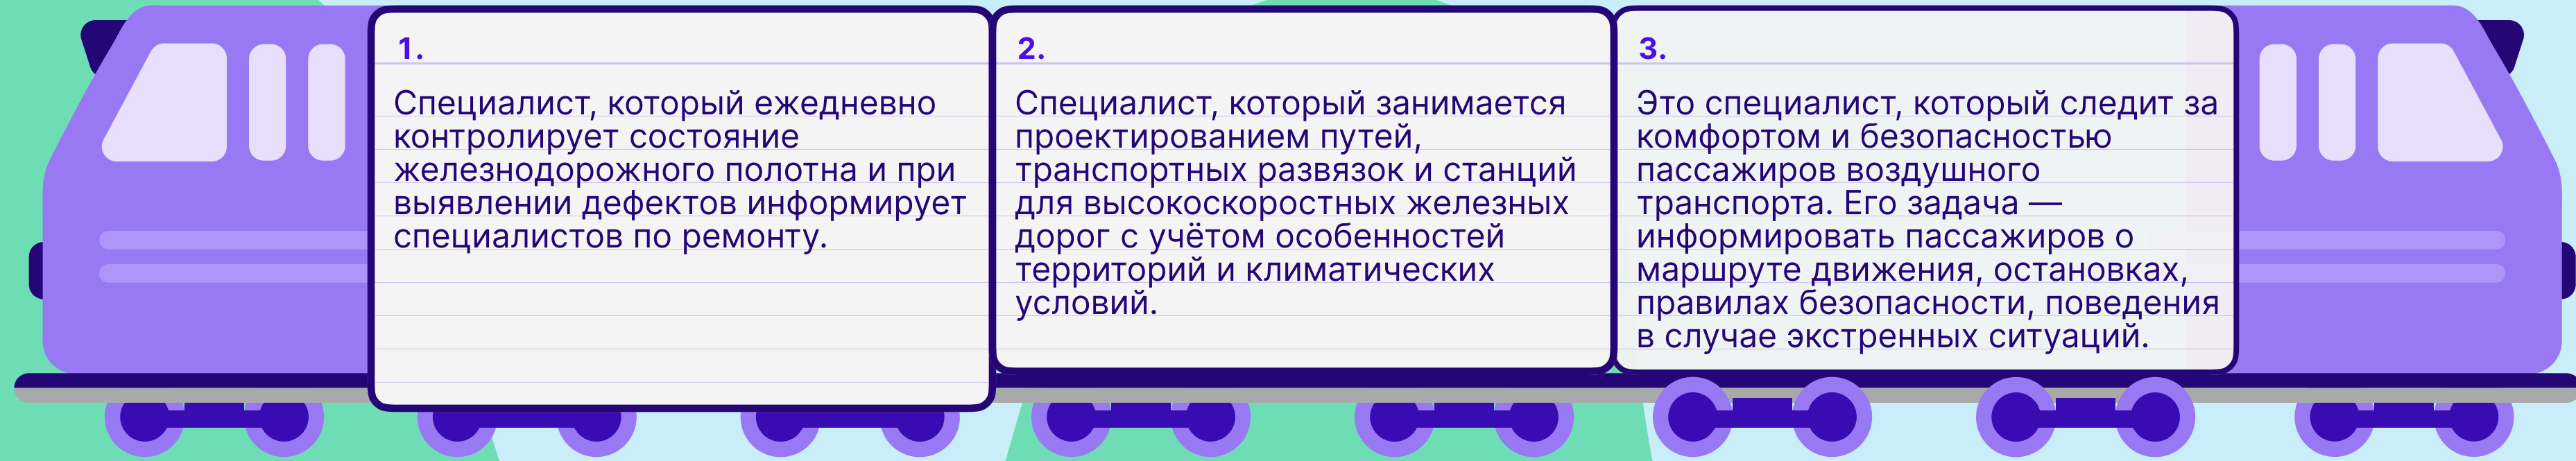 1.
Специалист, который ежедневно
контролирует состояние
железнодорожного полотна и при
выявлении дефектов информирует
специалистов по ремонту.
2.
Специалист, который занимается
проектированием путей,
транспортных развязок и станций
для высокоскоростных железных
дорог с учётом особенностей
территорий и климатических
условий.
3.
Это специалист, который следит за
комфортом и безопасностью
пассажиров воздушного
транспорта. Его задача —
информировать пассажиров о
маршруте движения, остановках,
правилах безопасности, поведения
в случае экстренных ситуаций.